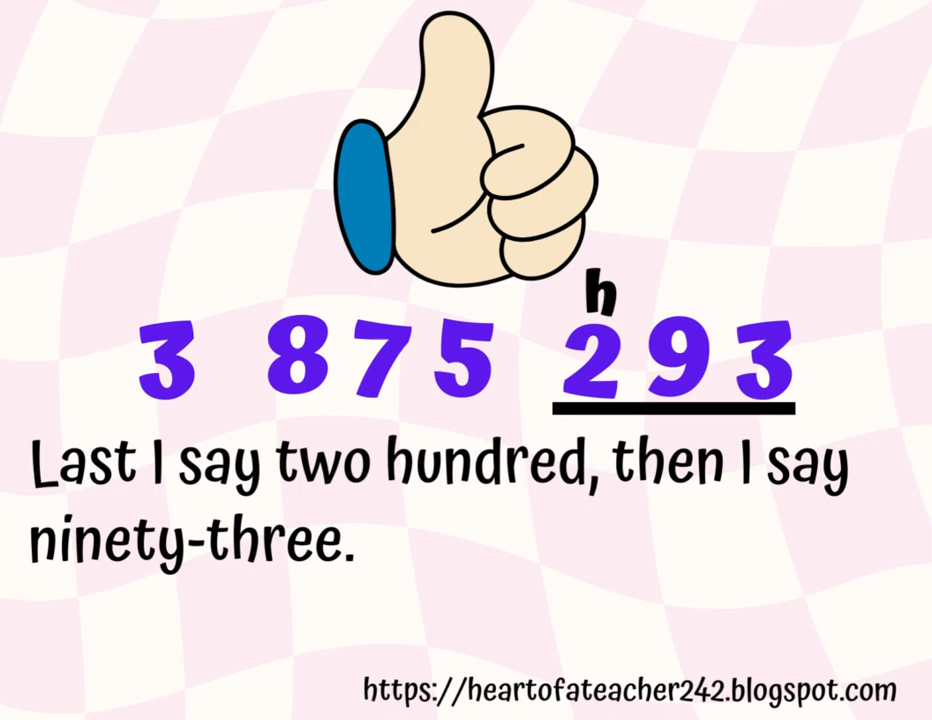 h
3 875 293
Last I say two hundred, then I say
ninety-three.
https://heartofateacher242.blogspot.com